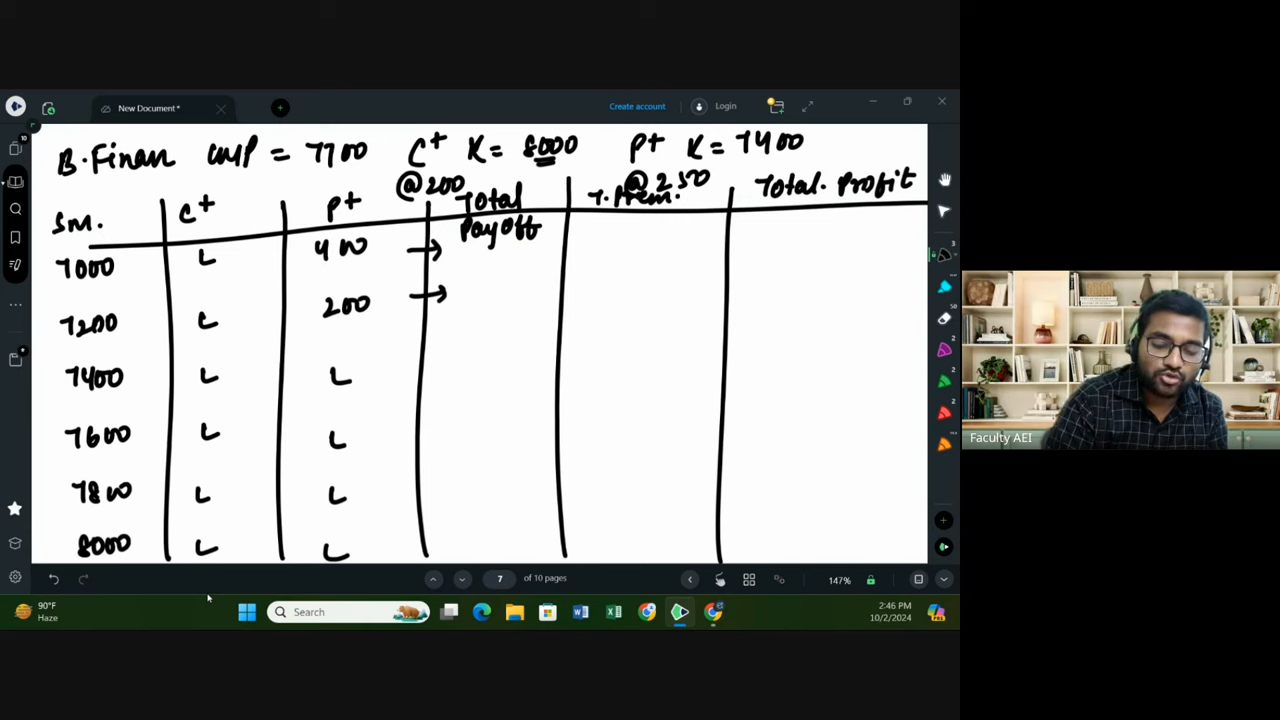 New Document*
Create account
Login
B.Finan CMP = 7700 C+ K = 8000 P+ K = 7400
@ 200 @ 250
SM. C+ P+ Total Payoff T. Prem. Total. Profit
7000 L 400 →
7200 L 200 →
7400 L L
7600 L L
7800 L L
8000 L L
Faculty AEI
7 of 10 pages
147%
90°F
Haze
Search
2:46 PM
10/2/2024